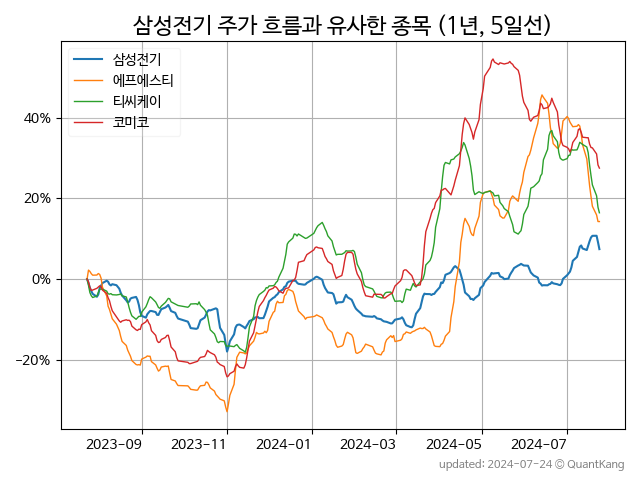 삼성전기 주가 흐름과 유사한 종목 (1년, 5일선)
삼성전기
에프에스티
티씨케이
코미코
40%
20%
0%
−20%
2023-09 2023-11 2024-01 2024-03 2024-05 2024-07
updated: 2024-07-24 © QuantKang